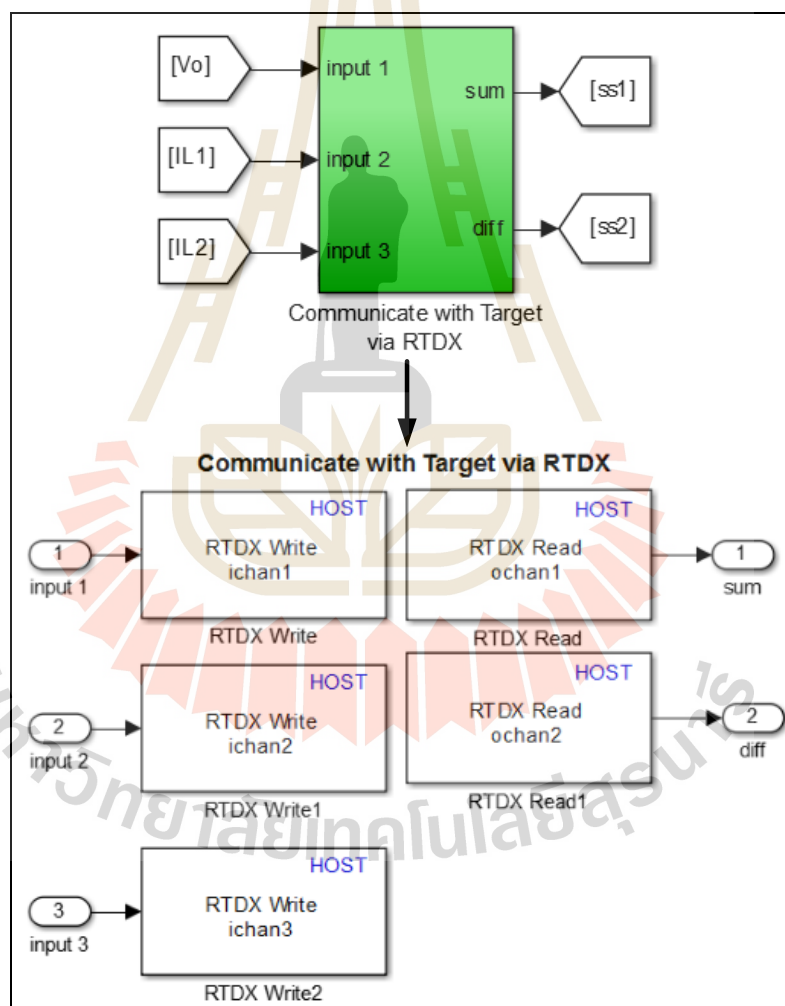 [Vo]
input 1
sum
[ss1]
[IL1]
input 2
[IL2]
input 3
diff
[ss2]
Communicate with Target
via RTDX
Communicate with Target via RTDX
HOST
RTDX Write
ichan1
RTDX Write
1
input 1
HOST
RTDX Read
ochan1
RTDX Read
1
sum
HOST
RTDX Write
ichan2
RTDX Write1
2
input 2
HOST
RTDX Read
ochan2
RTDX Read1
2
diff
HOST
RTDX Write
ichan3
RTDX Write2
3
input 3